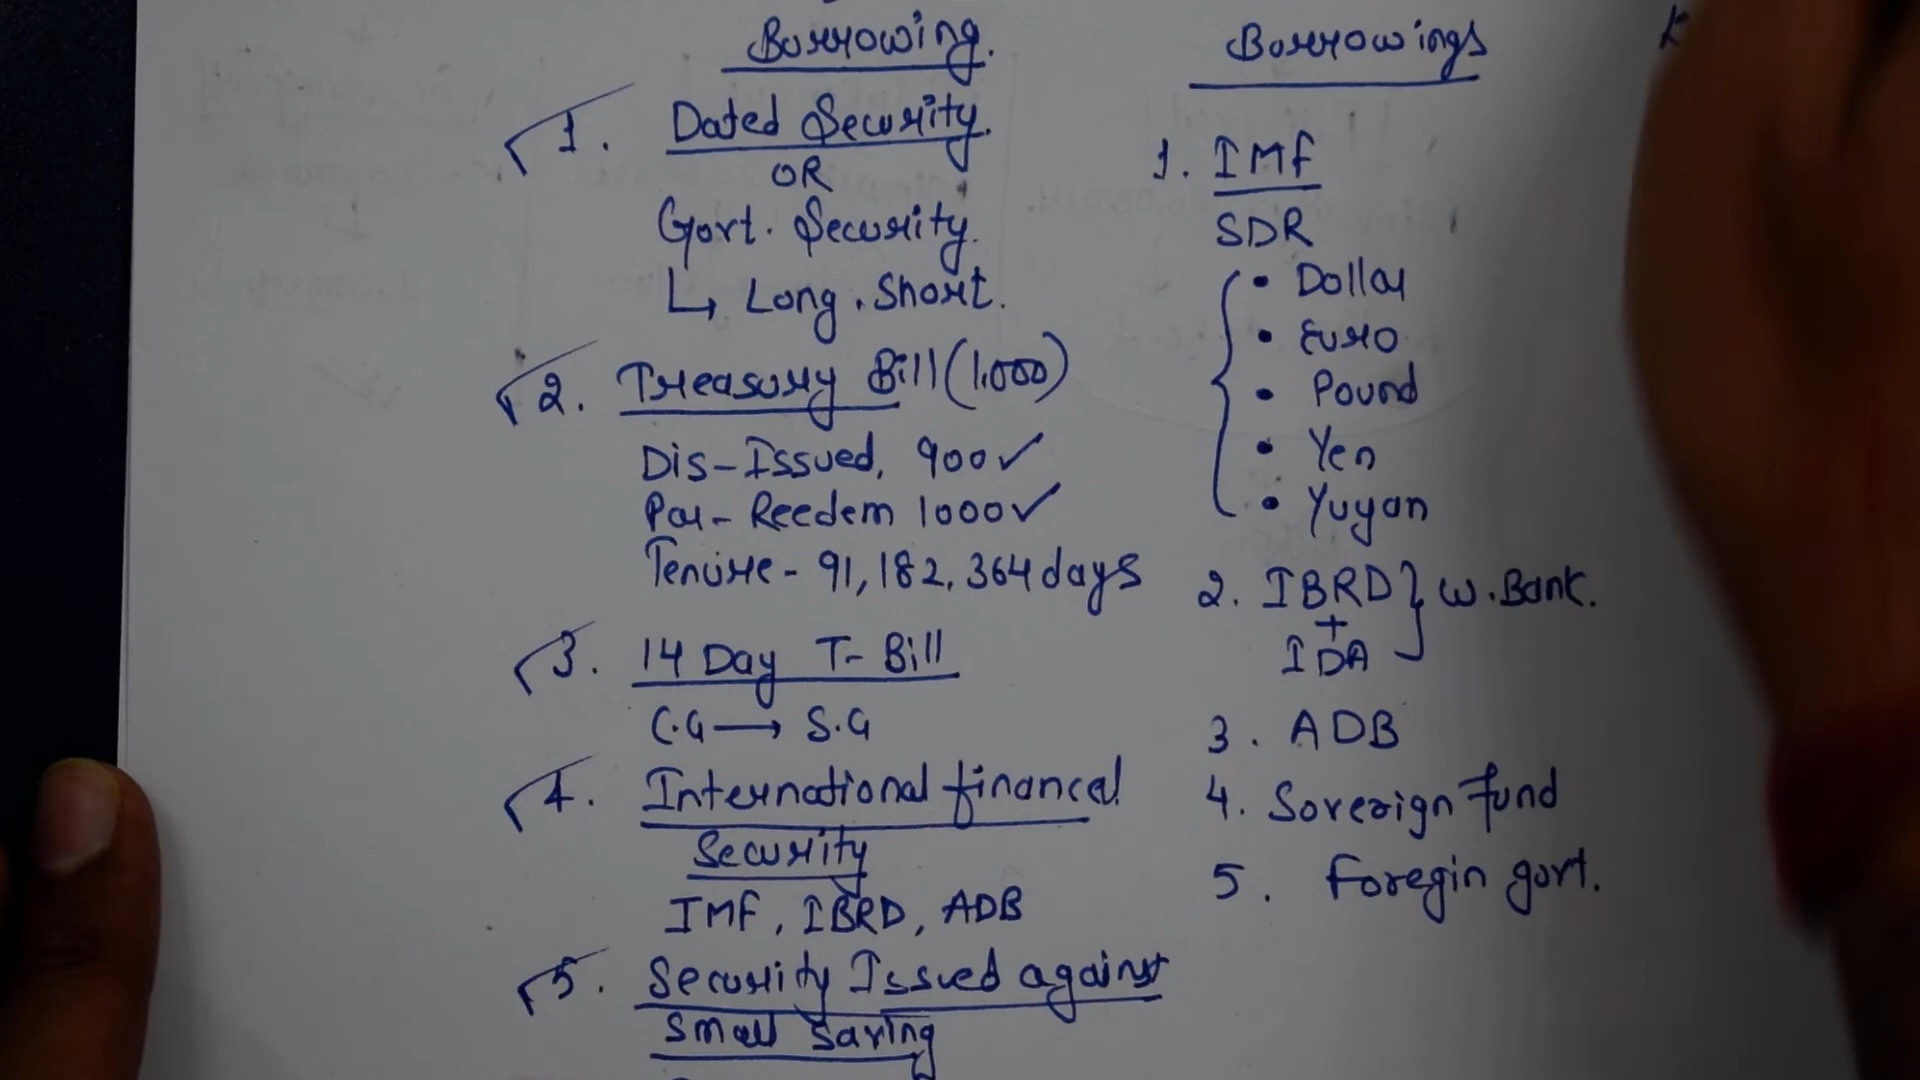 Borrowing.
1. Dated Security.
OR
Govt. Security.
↳ Long, Short.
2. Treasury Bill (1,000)
Dis-Issued, 900✓
Par- Reedem 1000✓
Tenure - 91, 182, 364 days
3. 14 Day T- Bill
C.G → S.G
4. International financal
Security
IMF, IBRD, ADB
5. Security Issued against
Small Saving
Borrowings
1. IMF
SDR
• Dollar
• Euro
• Pound
• Yen
• Yuyan
2. IBRD } W. Bank.
+
IDA
3. ADB
4. Sovereign fund
5. Foregin govt.